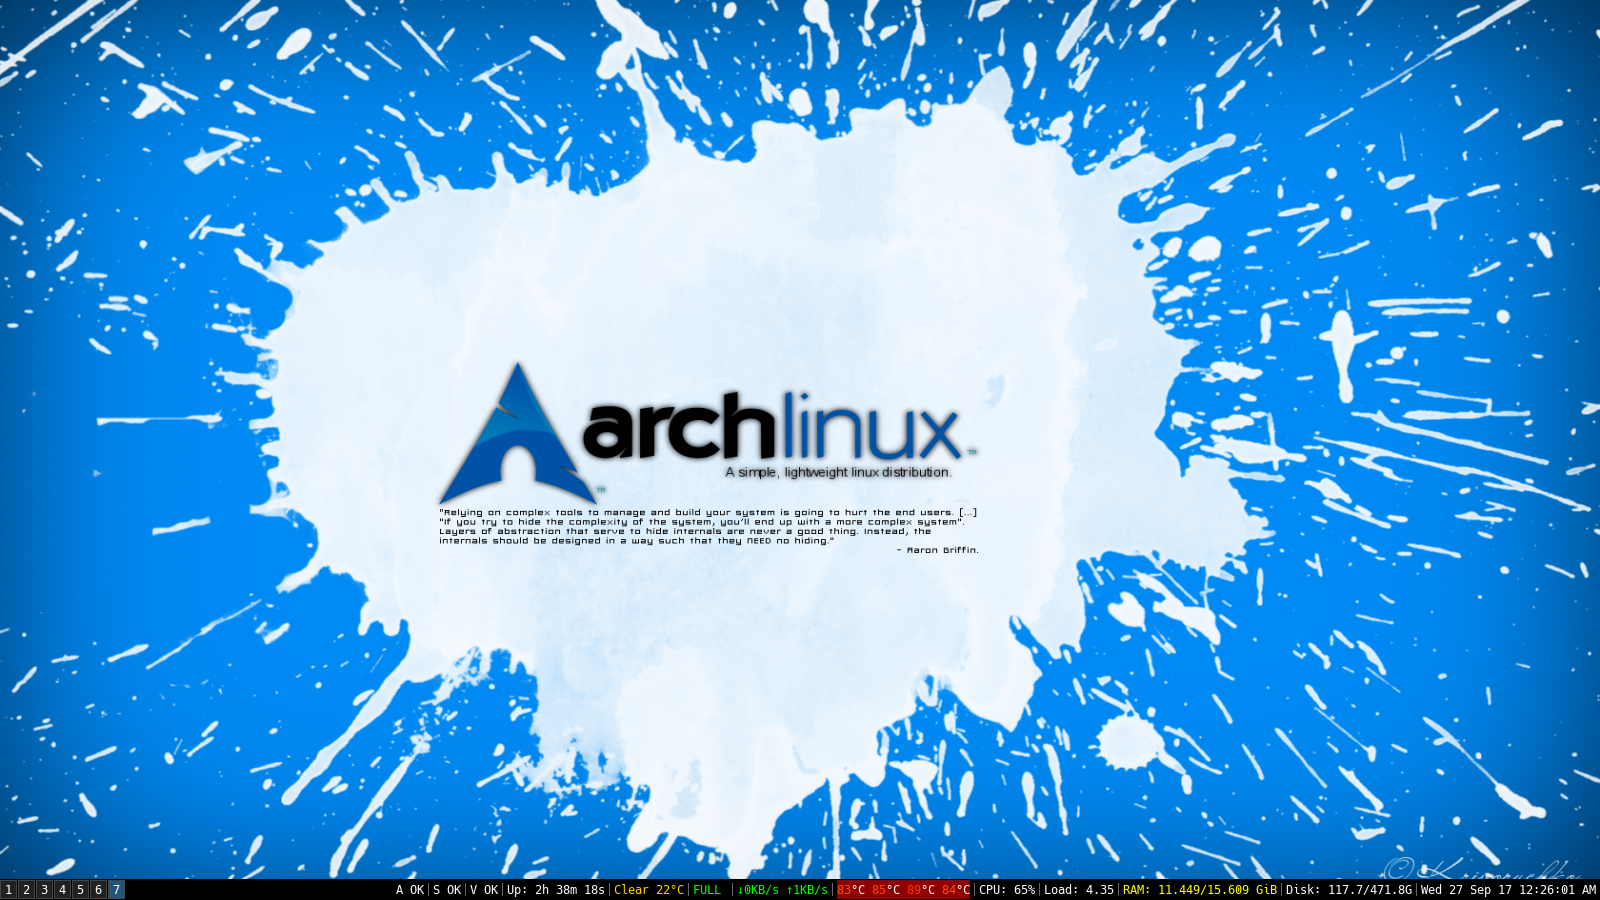 archlinux™
A simple, lightweight linux distribution.
™
"Relying on complex tools to manage and build your system is going to hurt the end users. [...]
"If you try to hide the complexity of the system, you'll end up with a more complex system".
Layers of abstraction that serve to hide internals are never a good thing. Instead, the
internals should be designed in a way such that they NEED no hiding."
- Aaron Griffin.
1 2 3 4 5 6 7 A OK|S OK|V OK|Up: 2h 38m 18s|Clear 22°C|FULL |↓0KB/s ↑1KB/s|83°C 85°C 89°C 84°C|CPU: 65%|Load: 4.35|RAM: 11.449/15.609 GiB|Disk: 117.7/471.8G|Wed 27 Sep 17 12:26:01 AM